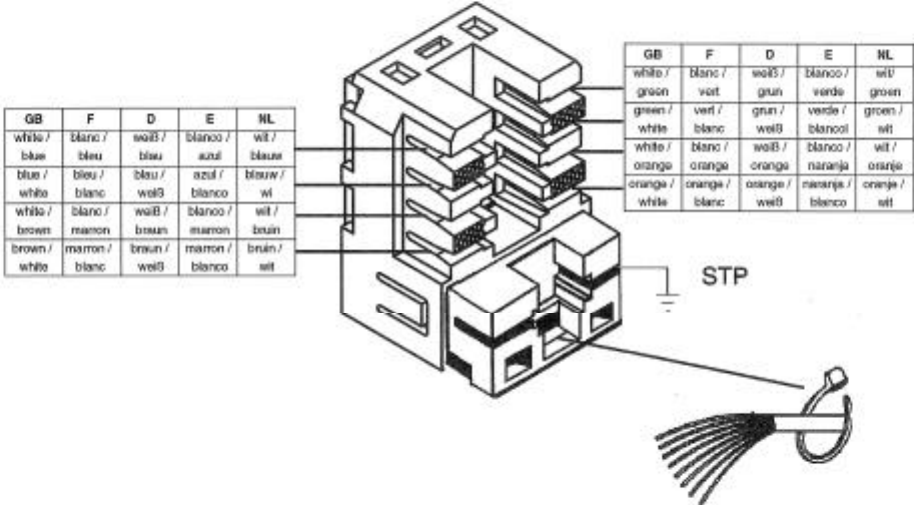 GB F D E NL
white / blanc / weiß / blanco / wit /
blue bleu blau azul blauw
blue / bleu / blau / azul / blauw /
white blanc weiß blanco wi
white / blanc / weiß / blanco / wit /
brown marron braun marron bruin
brown / marron / braun / marron / bruin /
white blanc weiß blanco wit
GB F D E NL
white / blanc / weiß / blanco / wit/
green vert grun verde groen
green / vert / grun / verde / groen /
white blanc weiß blancol wit
white / blanc / weiß / blanco / wit /
orange orange orange naranja oranje
orange / orange / orange / naranja / oranje /
white blanc weiß blanco wit
STP